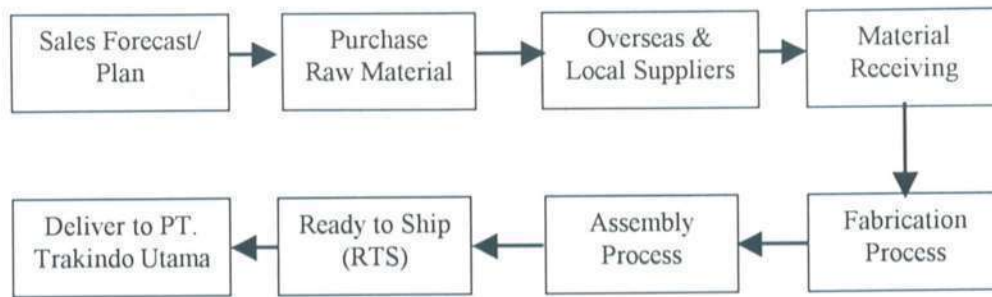 Sales Forecast/
Plan
Purchase
Raw Material
Overseas &
Local Suppliers
Material
Receiving
Fabrication
Process
Assembly
Process
Ready to Ship
(RTS)
Deliver to PT.
Trakindo Utama